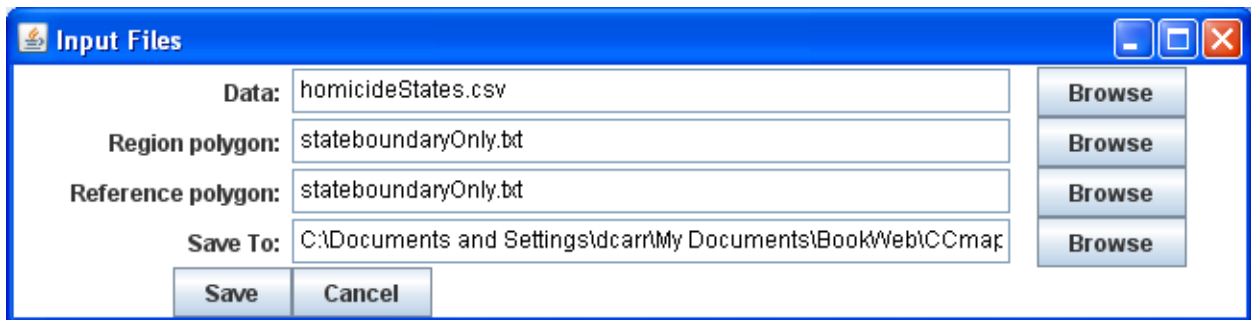 Input Files
Data: homicideStates.csv Browse
Region polygon: stateboundaryOnly.txt Browse
Reference polygon: stateboundaryOnly.txt Browse
Save To: C:\Documents and Settings\dcarr\My Documents\BookWeb\CCmap Browse
Save Cancel